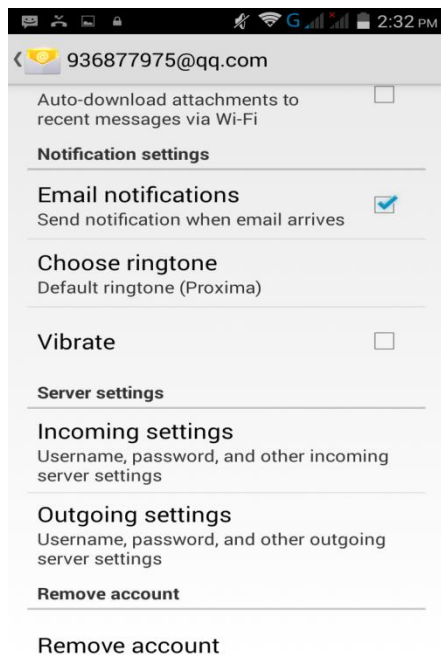 G 2:32 PM
936877975@qq.com
Auto-download attachments to
recent messages via Wi-Fi
Notification settings
Email notifications
Send notification when email arrives
Choose ringtone
Default ringtone (Proxima)
Vibrate
Server settings
Incoming settings
Username, password, and other incoming
server settings
Outgoing settings
Username, password, and other outgoing
server settings
Remove account
Remove account